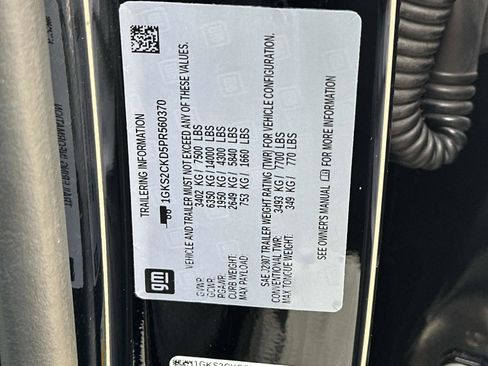 TRAILERING INFORMATION
1GKS2CKD5PR560370
VEHICLE AND TRAILER MUST NOT EXCEED ANY OF THESE VALUES.
GVWR: 3402 KG / 7500 LBS
GCWR: 6350 KG / 14000 LBS
RGAWR: 1950 KG / 4300 LBS
CURB WEIGHT: 2649 KG / 5840 LBS
MAX PAYLOAD: 753 KG / 1660 LBS
SAE J2807 TRAILER WEIGHT RATING (TWR) FOR VEHICLE CONFIGURATION.
CONVENTIONAL TWR: 3493 KG / 7700 LBS
MAX TONGUE WEIGHT: 349 KG / 770 LBS
SEE OWNER'S MANUAL FOR MORE INFORMATION
gm